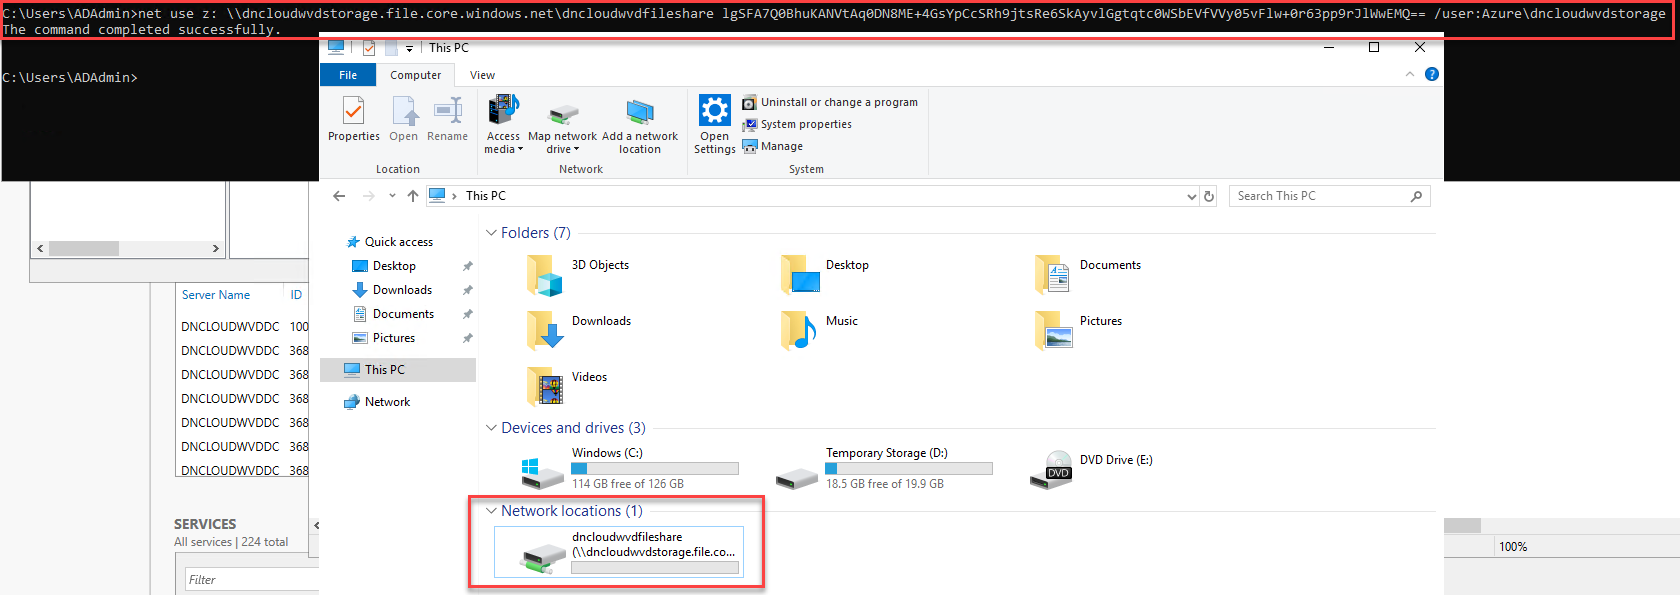 C:\Users\ADAdmin>net use z: \\dncloudwvdstorage.file.core.windows.net\dncloudwvdfileshare lgSFA7Q0BhuKANVtAq0DN8ME+4GsYpCcSRh9jtsRe6SkAyvlGgtqtc0WSbEVfVVy05vFlw+0r63pp9rJlWwEMQ== /user:Azure\dncloudwvdstorage
The command completed successfully.
C:\Users\ADAdmin>
This PC
File Computer View
Properties Open Rename
Location
Access media
Map network drive
Add a network location
Network
Open Settings
Uninstall or change a program
System properties
Manage
System
This PC
Search This PC
Quick access
Desktop
Downloads
Documents
Pictures
This PC
Network
Folders (7)
3D Objects
Desktop
Documents
Downloads
Music
Pictures
Videos
Devices and drives (3)
Windows (C:)
114 GB free of 126 GB
Temporary Storage (D:)
18.5 GB free of 19.9 GB
DVD Drive (E:)
DVD
Network locations (1)
dncloudwvdfileshare
(\\dncloudwvdstorage.file.co...
Server Name ID
DNCLOUDWVDDC 100
DNCLOUDWVDDC 368
DNCLOUDWVDDC 368
DNCLOUDWVDDC 368
DNCLOUDWVDDC 368
DNCLOUDWVDDC 368
DNCLOUDWVDDC 368
SERVICES
All services | 224 total
Filter
100%